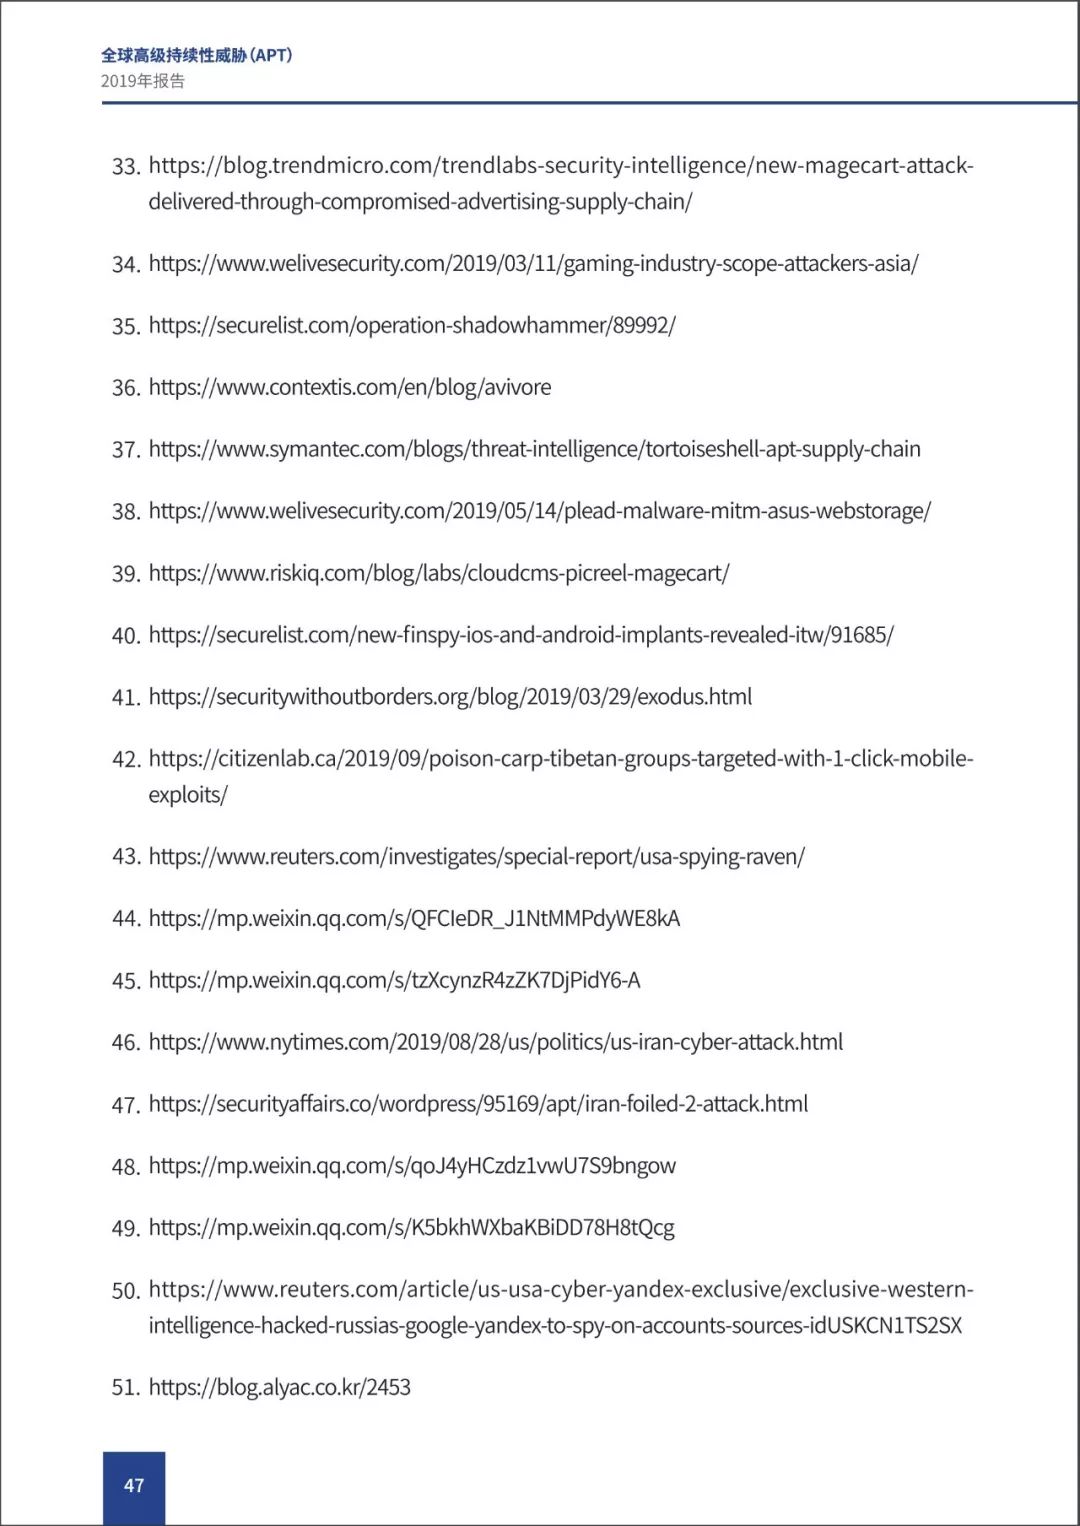 全球高级持续性威胁(APT)
2019年报告
33. https://blog.trendmicro.com/trendlabs-security-intelligence/new-magecart-attack-
delivered-through-compromised-advertising-supply-chain/
34. https://www.welivesecurity.com/2019/03/11/gaming-industry-scope-attackers-asia/
35. https://securelist.com/operation-shadowhammer/89992/
36. https://www.contextis.com/en/blog/avivore
37. https://www.symantec.com/blogs/threat-intelligence/tortoiseshell-apt-supply-chain
38. https://www.welivesecurity.com/2019/05/14/plead-malware-mitm-asus-webstorage/
39. https://www.riskiq.com/blog/labs/cloudcms-picreel-magecart/
40. https://securelist.com/new-finspy-ios-and-android-implants-revealed-itw/91685/
41. https://securitywithoutborders.org/blog/2019/03/29/exodus.html
42. https://citizenlab.ca/2019/09/poison-carp-tibetan-groups-targeted-with-1-click-mobile-
exploits/
43. https://www.reuters.com/investigates/special-report/usa-spying-raven/
44. https://mp.weixin.qq.com/s/QFCIeDR_J1NtMMPdyWE8kA
45. https://mp.weixin.qq.com/s/tzXcynzR4zZK7DjPidY6-A
46. https://www.nytimes.com/2019/08/28/us/politics/us-iran-cyber-attack.html
47. https://securityaffairs.co/wordpress/95169/apt/iran-foiled-2-attack.html
48. https://mp.weixin.qq.com/s/qoJ4yHCzdz1vwU7S9bngow
49. https://mp.weixin.qq.com/s/K5bkhWXbaKBiDD78H8tQcg
50. https://www.reuters.com/article/us-usa-cyber-yandex-exclusive/exclusive-western-
intelligence-hacked-russias-google-yandex-to-spy-on-accounts-sources-idUSKCN1TS2SX
51. https://blog.alyac.co.kr/2453
47